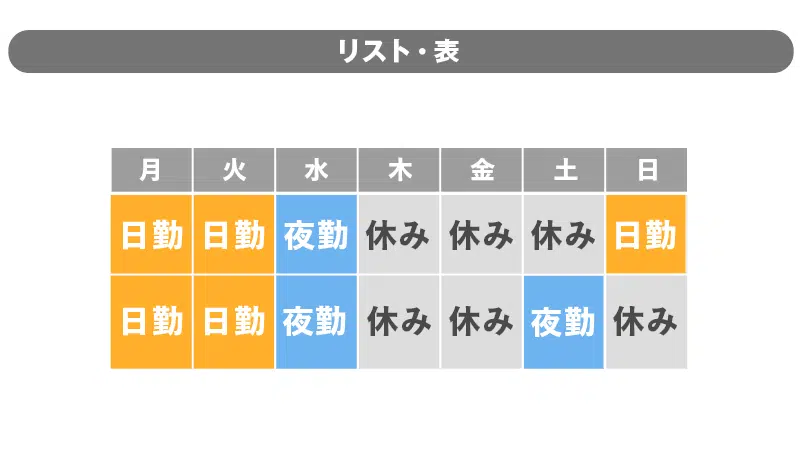 リスト・表
月 火 水 木 金 土 日
日勤 日勤 夜勤 休み 休み 休み 日勤
日勤 日勤 夜勤 休み 休み 夜勤 休み